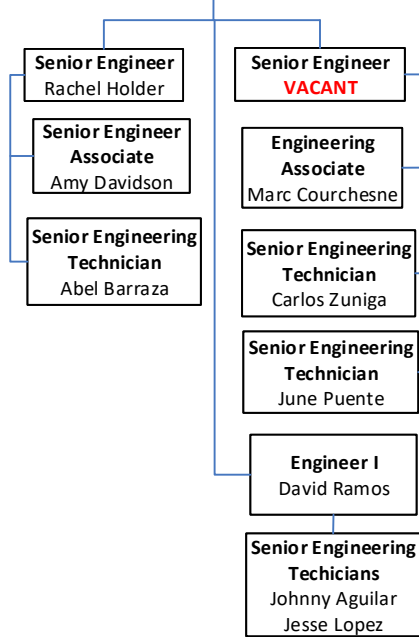 Senior Engineer
Rachel Holder
Senior Engineer
Associate
Amy Davidson
Senior Engineering
Technician
Abel Barraza
Senior Engineer
VACANT
Engineering
Associate
Marc Courchesne
Senior Engineering
Technician
Carlos Zuniga
Senior Engineering
Technician
June Puente
Engineer I
David Ramos
Senior Engineering
Techicians
Johnny Aguilar
Jesse Lopez